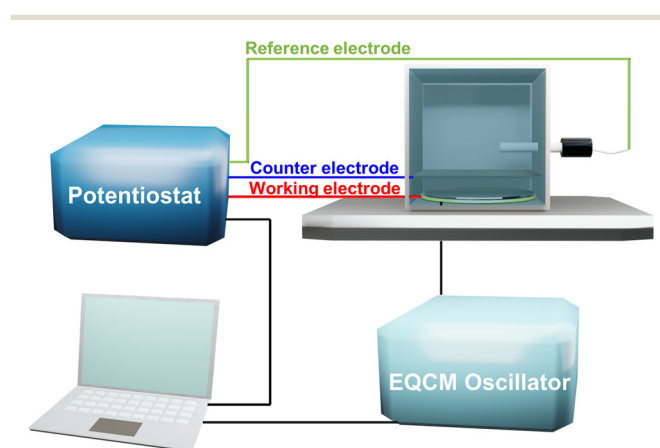 Reference electrode
Counter electrode
Working electrode
Potentiostat
EQCM Oscillator